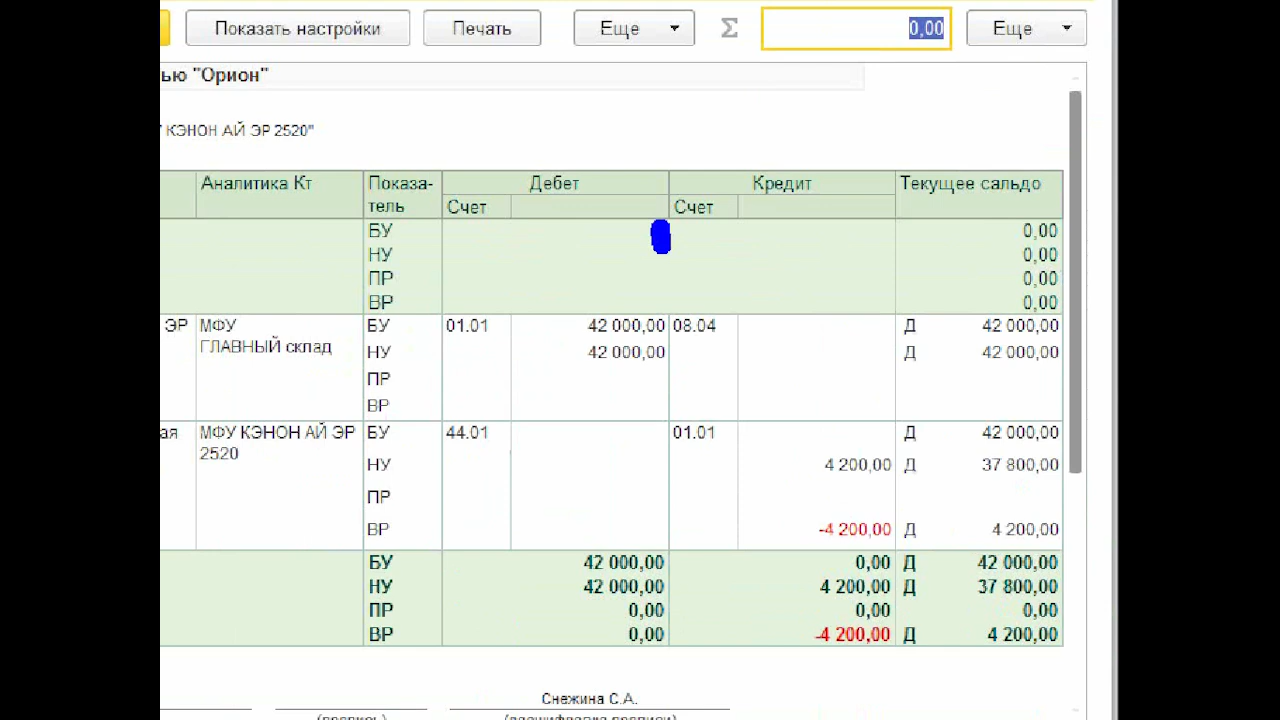 Показать настройки Печать Еще Σ 0,00 Еще
ью "Орион"
КЭНОН АЙ ЭР 2520"
Аналитика Кт Показа- Дебет Кредит Текущее сальдо
тель Счет Счет
БУ 0,00
НУ 0,00
ПР 0,00
ВР 0,00
ЭР МФУ БУ 01.01 42 000,00 08.04 Д 42 000,00
ГЛАВНЫЙ склад НУ 42 000,00 Д 42 000,00
ПР
ВР
ая МФУ КЭНОН АЙ ЭР БУ 44.01 01.01 Д 42 000,00
2520 НУ 4 200,00 Д 37 800,00
ПР
ВР -4 200,00 Д 4 200,00
БУ 42 000,00 0,00 Д 42 000,00
НУ 42 000,00 4 200,00 Д 37 800,00
ПР 0,00 0,00 0,00
ВР 0,00 -4 200,00 Д 4 200,00
Снежина С.А.
(подпись) (расшифровка подписи)